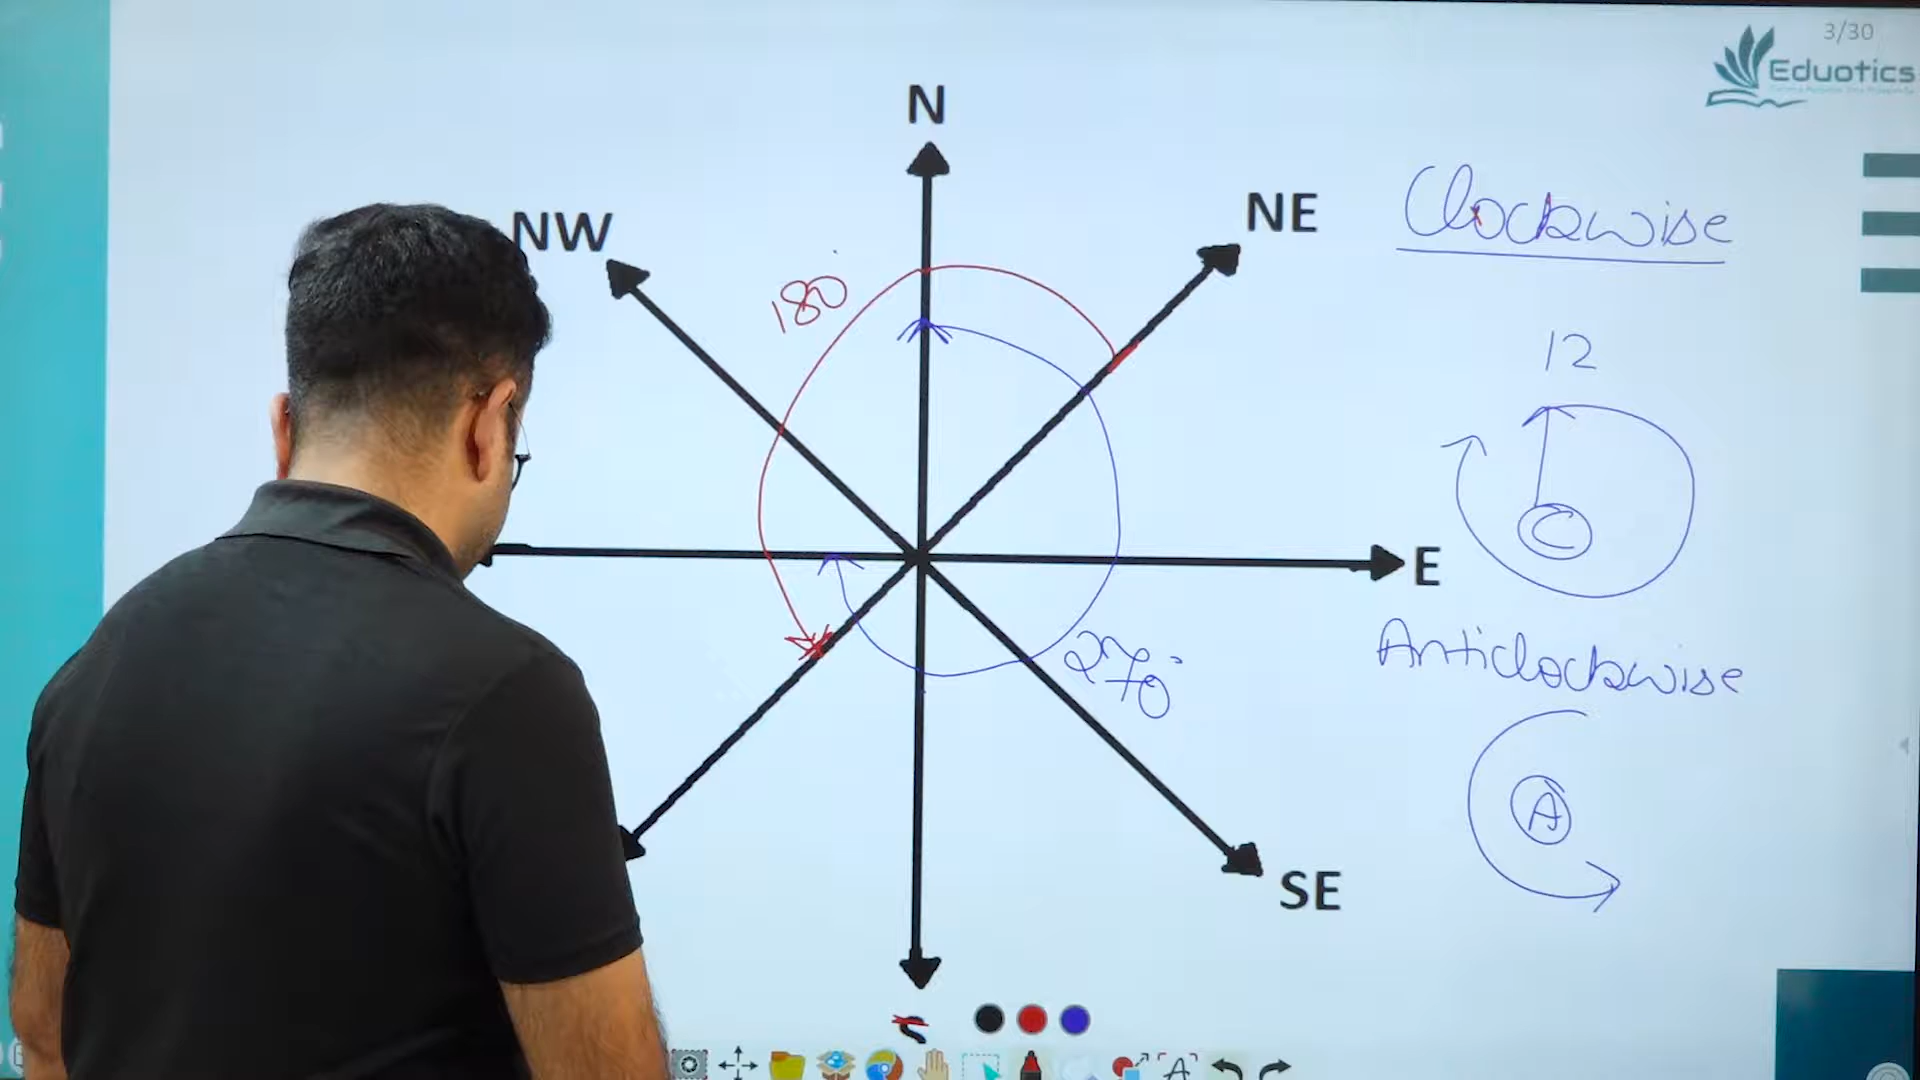 3/30
Eduotics
N
NW
NE
Clockwise
180°
12
C
E
Anticlockwise
270°
A
SE
S